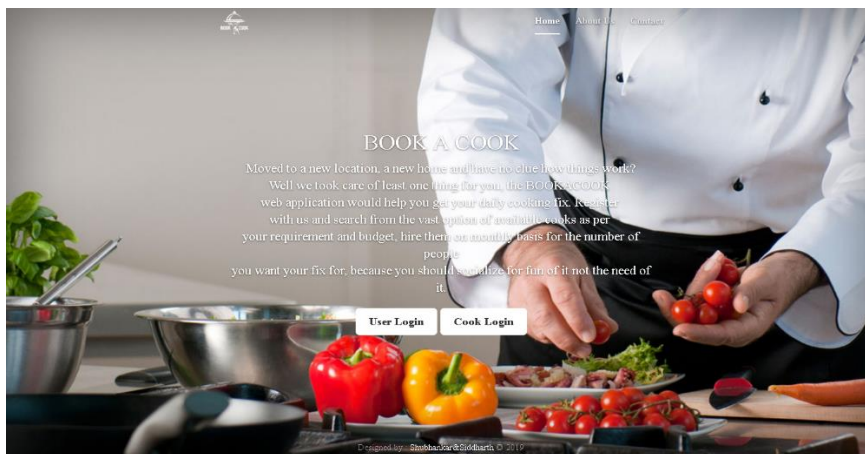 BOOK A COOK
Home About Us Contact
BOOK A COOK
Moved to a new location, a new home and have no clue how things work?
Well we took care of least one thing for you, the BOOKACOOK
web application would help you get your daily cooking fix. Register
with us and search from the vast option of available cooks as per
your requirement and budget, hire them on monthly basis for the number of
people
you want your fix for, because you should socialize for fun of it not the need of
it.
User Login Cook Login
Designed by : Shubhankar&Siddharth © 2019